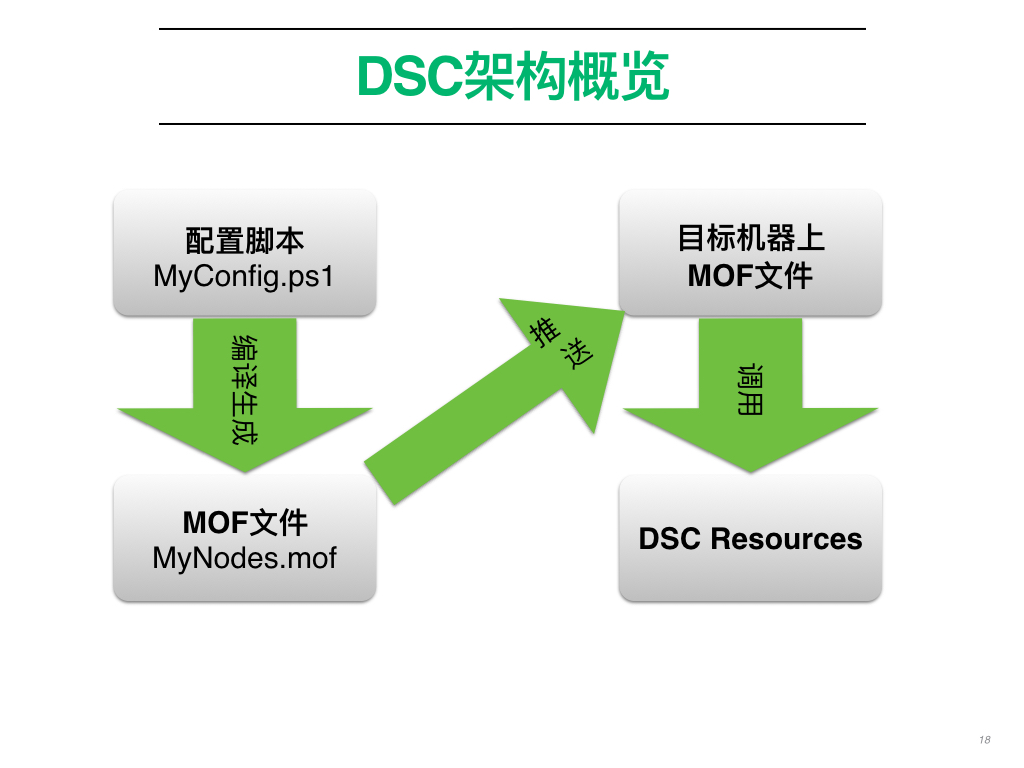 DSC架构概览
配置脚本
MyConfig.ps1
编译生成
MOF文件
MyNodes.mof
推送
目标机器上
MOF文件
调用
DSC Resources
18